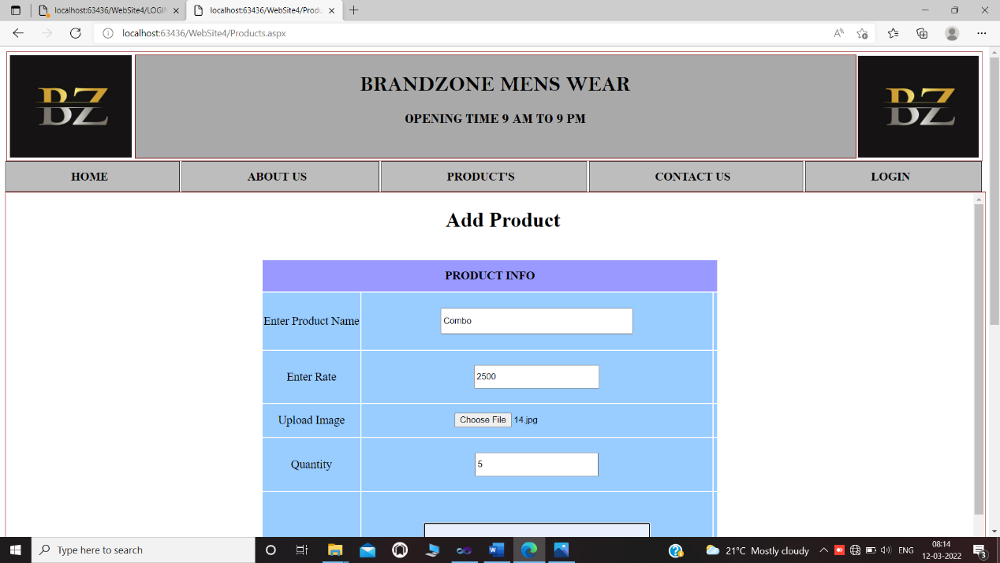 localhost:63436/WebSite4/LOGI
localhost:63436/WebSite4/Produ
localhost:63436/WebSite4/Products.aspx
BZ
BRANDZONE MENS WEAR
BZ
OPENING TIME 9 AM TO 9 PM
HOME ABOUT US PRODUCT'S CONTACT US LOGIN
Add Product
PRODUCT INFO
Enter Product Name Combo
Enter Rate 2500
Upload Image Choose File 14.jpg
Quantity 5
Type here to search
21°C Mostly cloudy
ENG
08:14
12-03-2022
3